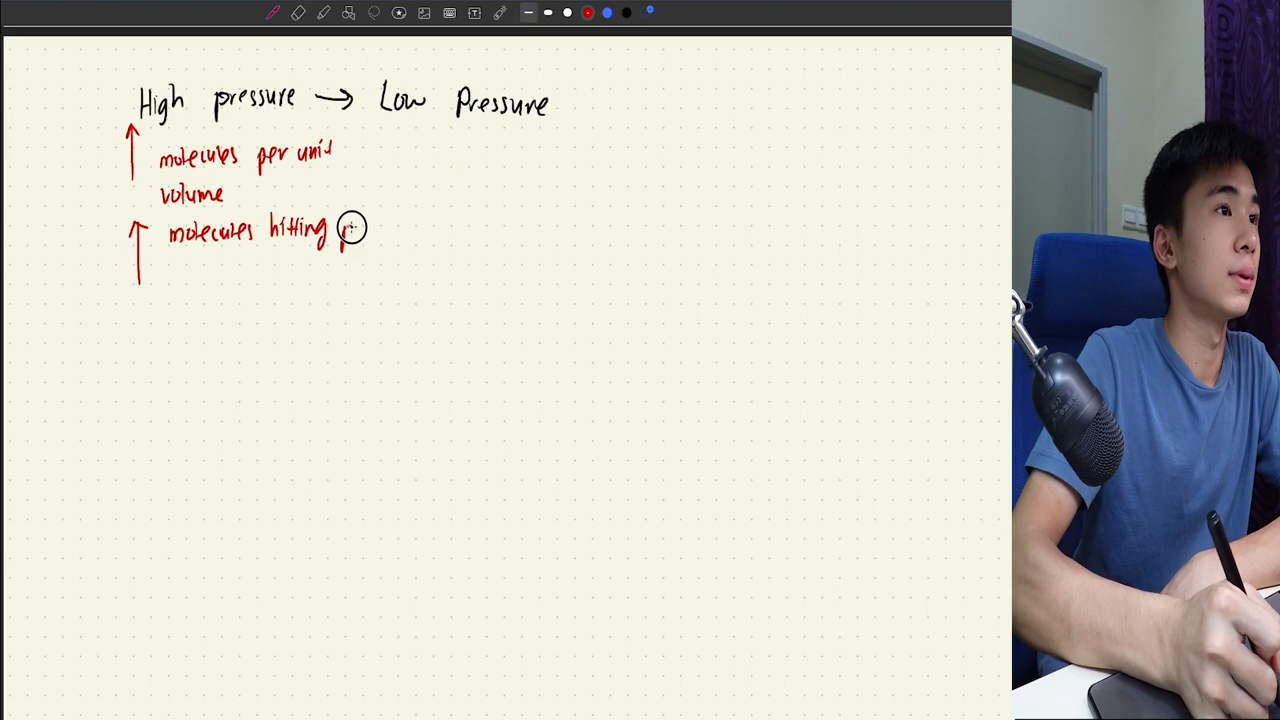 High pressure → Low Pressure
↑ molecules per unit
volume
↑ molecules hitting p